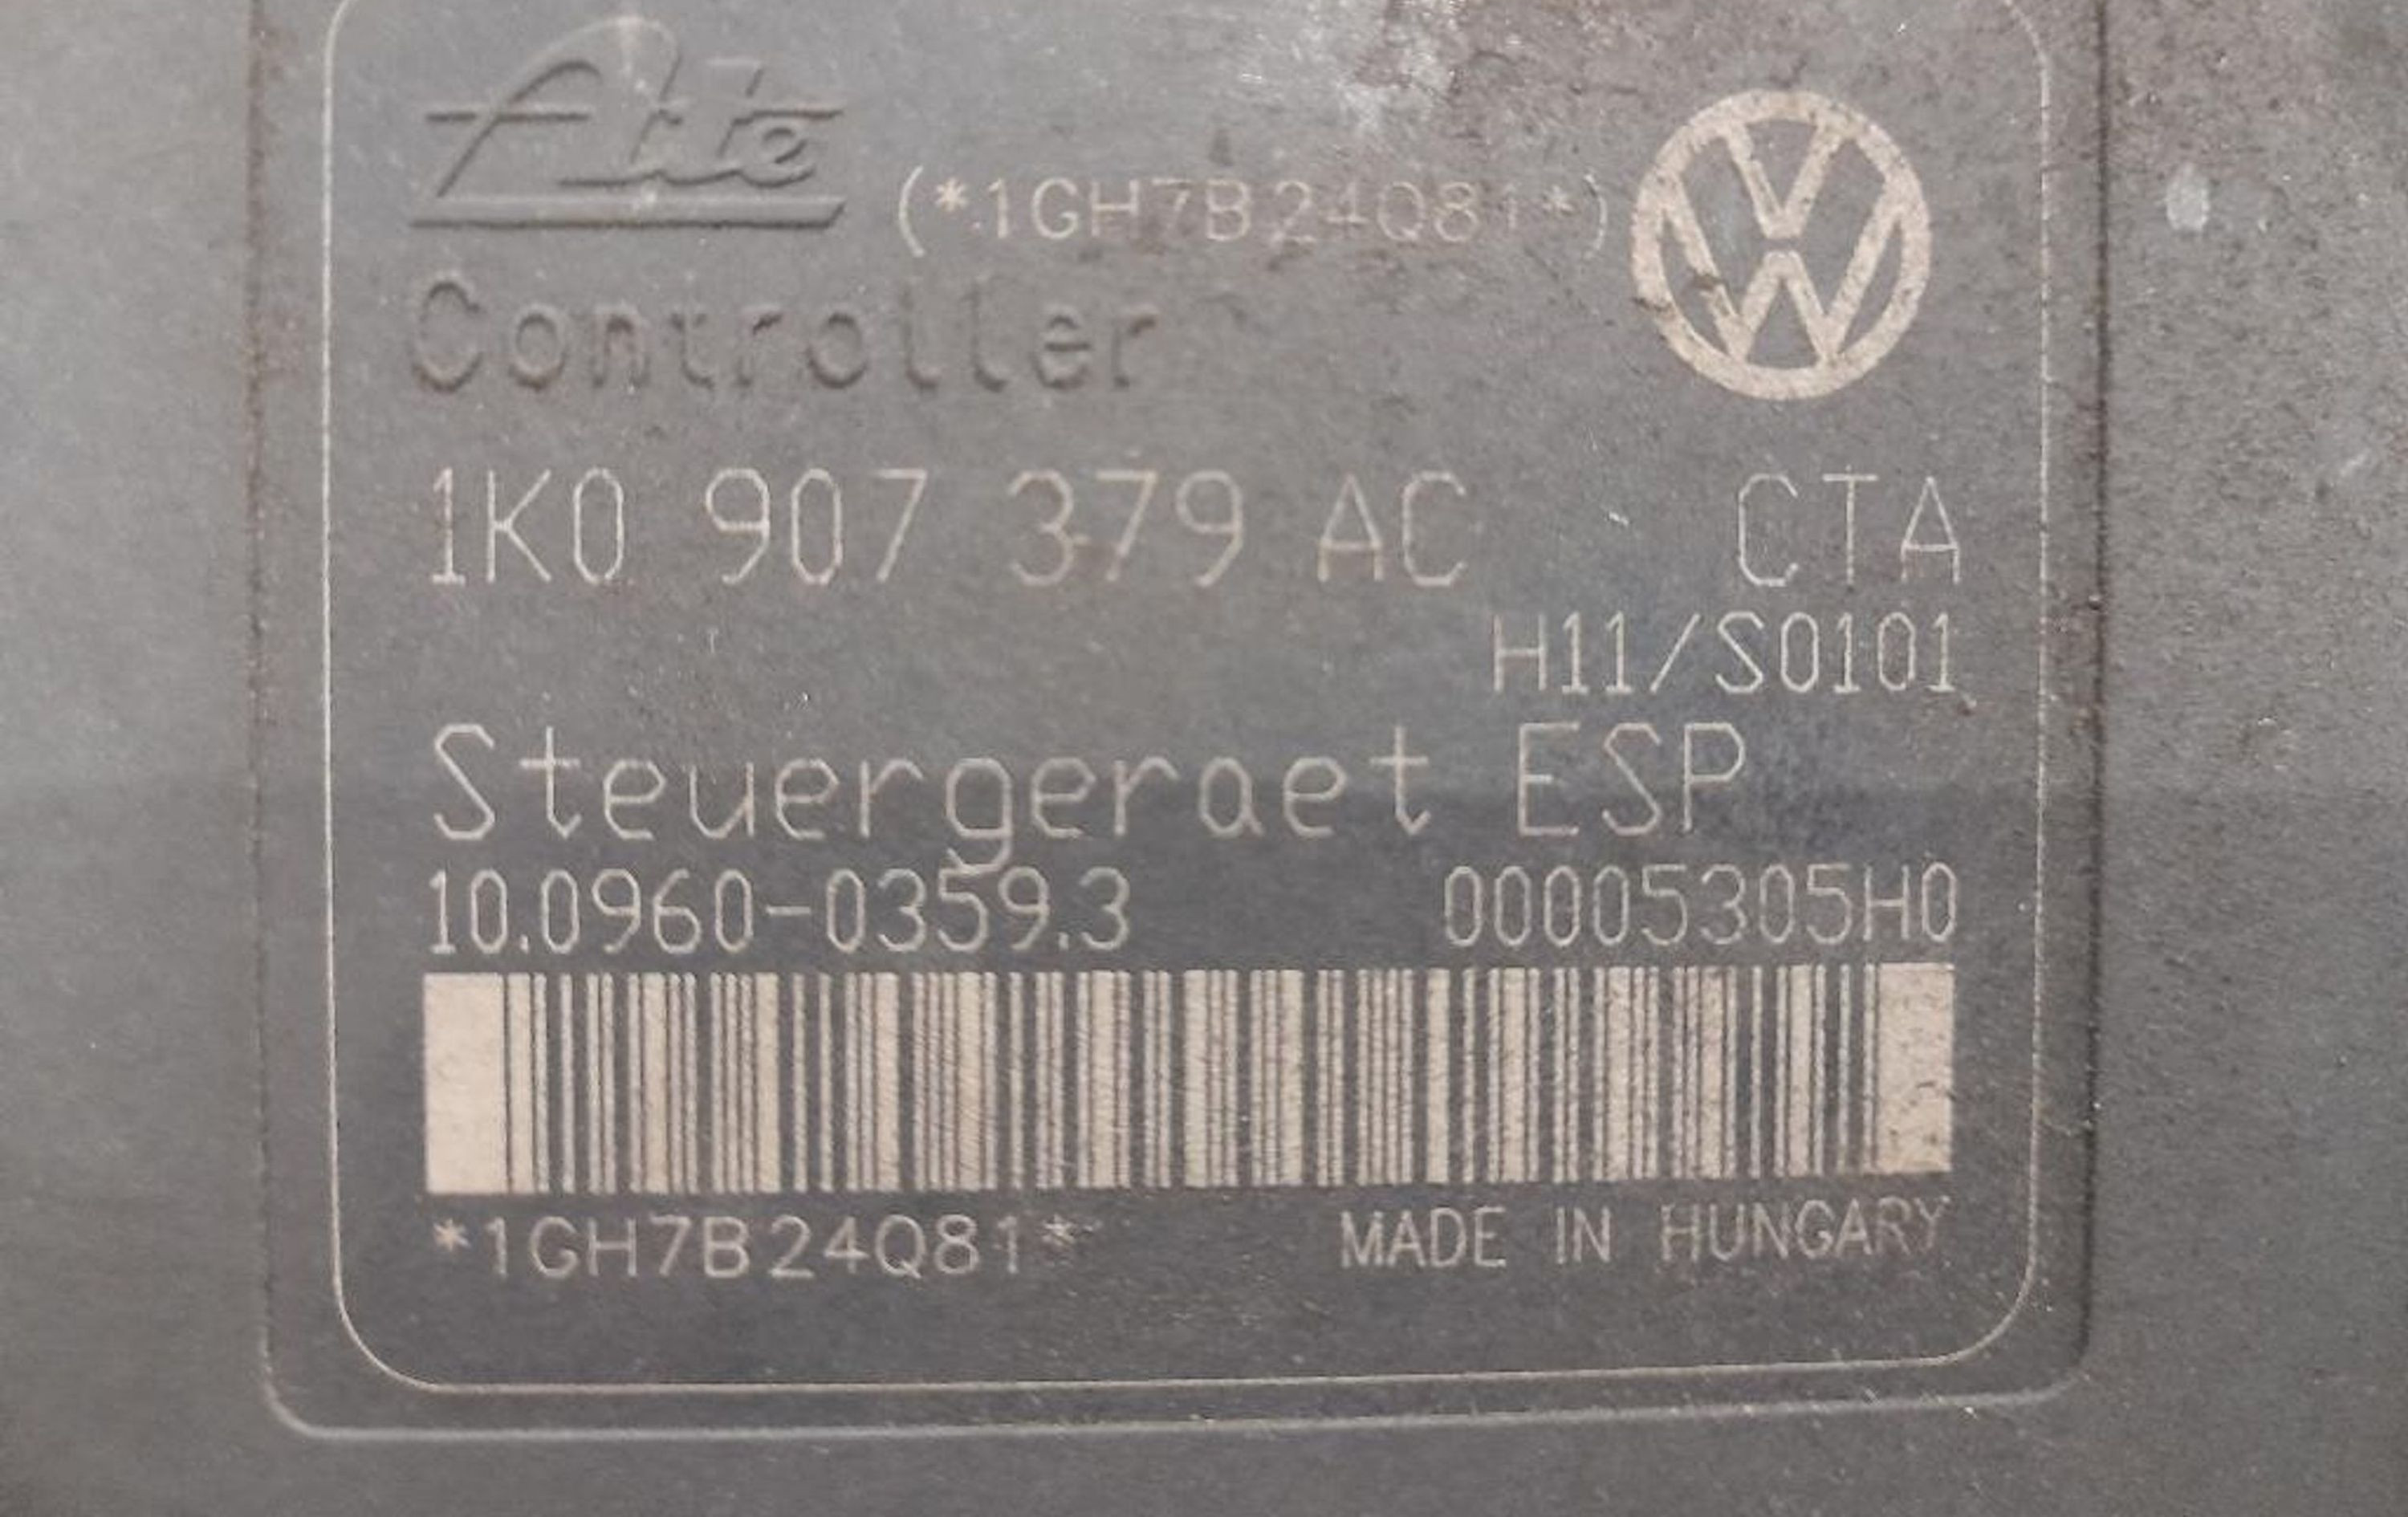 Ate (*1GH7B24Q81*)
Controller
1K0 907 379 AC CTA
H11/S0101
Steuergeraet ESP
10.0960-0359.3 00005305H0
*1GH7B24Q81* MADE IN HUNGARY